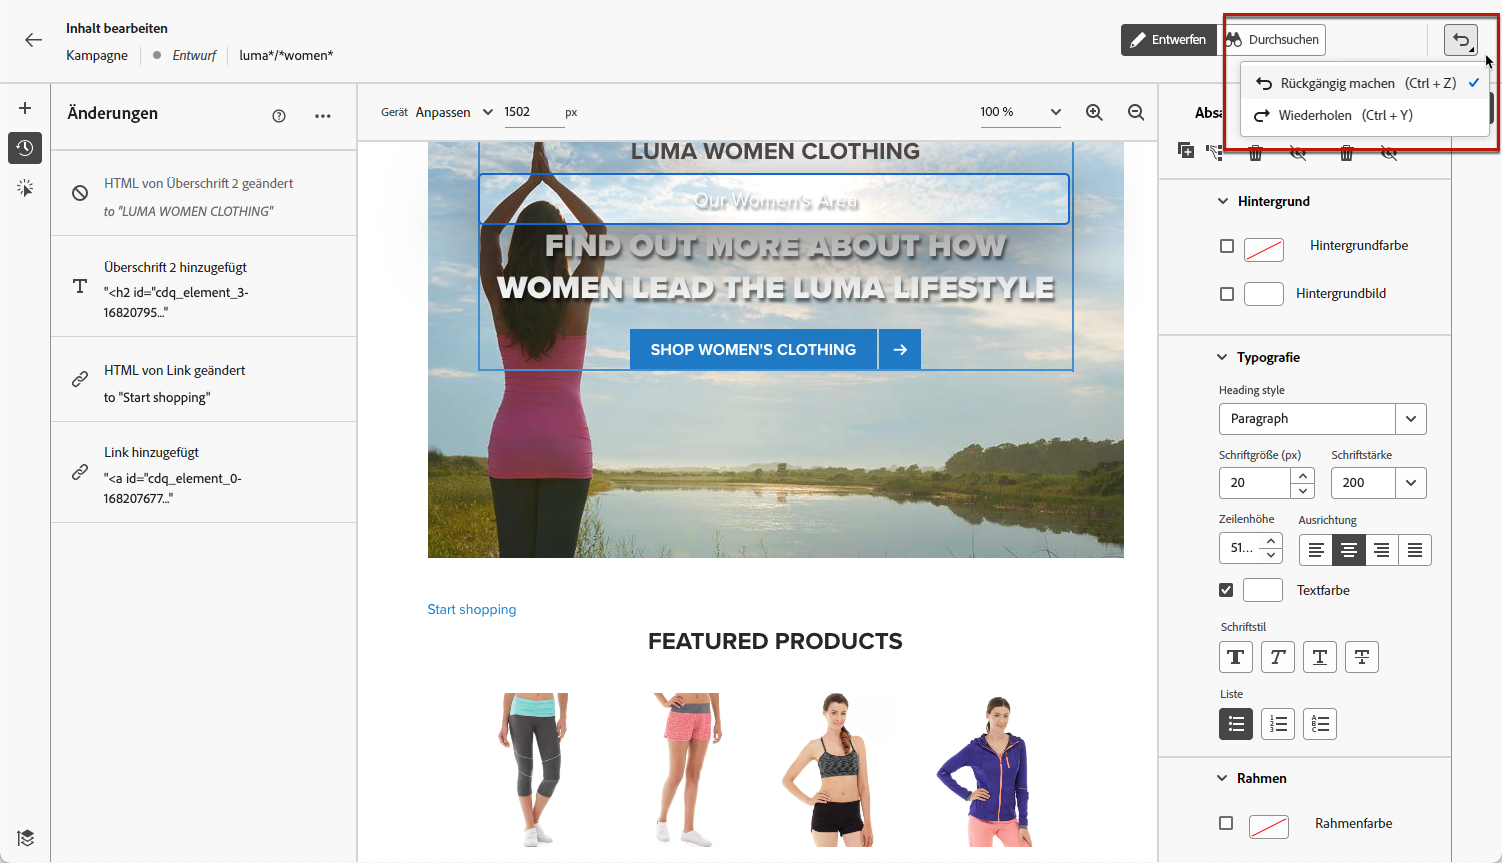 Inhalt bearbeiten
Kampagne
Entwurf
luma*/*women*
Entwerfen
Durchsuchen
Rückgängig machen (Ctrl + Z)
Wiederholen (Ctrl + Y)
Änderungen
HTML von Überschrift 2 geändert
to "LUMA WOMEN CLOTHING"
Überschrift 2 hinzugefügt
"<h2 id="cdq_element_3-
16820795..."
HTML von Link geändert
to "Start shopping"
Link hinzugefügt
"<a id="cdq_element_0-
168207677..."
Gerät Anpassen 1502 px
100 %
LUMA WOMEN CLOTHING
Our Women's Area
FIND OUT MORE ABOUT HOW
WOMEN LEAD THE LUMA LIFESTYLE
SHOP WOMEN'S CLOTHING
Start shopping
FEATURED PRODUCTS
Absa
Hintergrund
Hintergrundfarbe
Hintergrundbild
Typografie
Heading style
Paragraph
Schriftgröße (px) Schriftstärke
20 200
Zeilenhöhe Ausrichtung
51...
Textfarbe
Schriftstil
T T T T
Liste
Rahmen
Rahmenfarbe